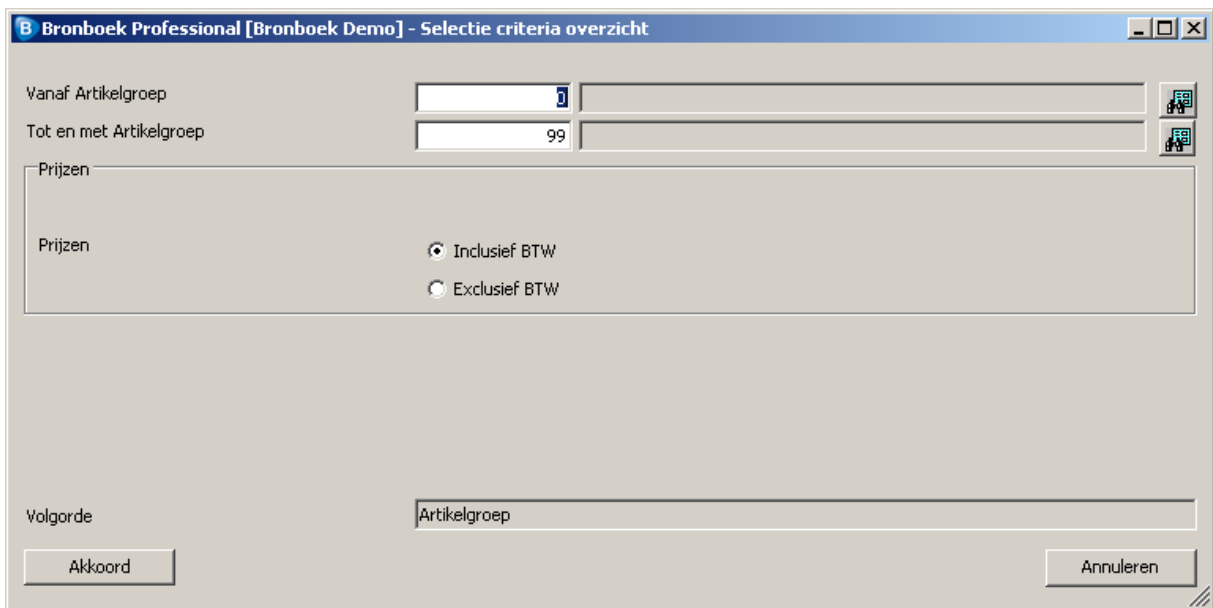 B Bronboek Professional [Bronboek Demo] - Selectie criteria overzicht
Vanaf Artikelgroep 0
Tot en met Artikelgroep 99
Prijzen
Prijzen Inclusief BTW
Exclusief BTW
Volgorde Artikelgroep
Akkoord Annuleren